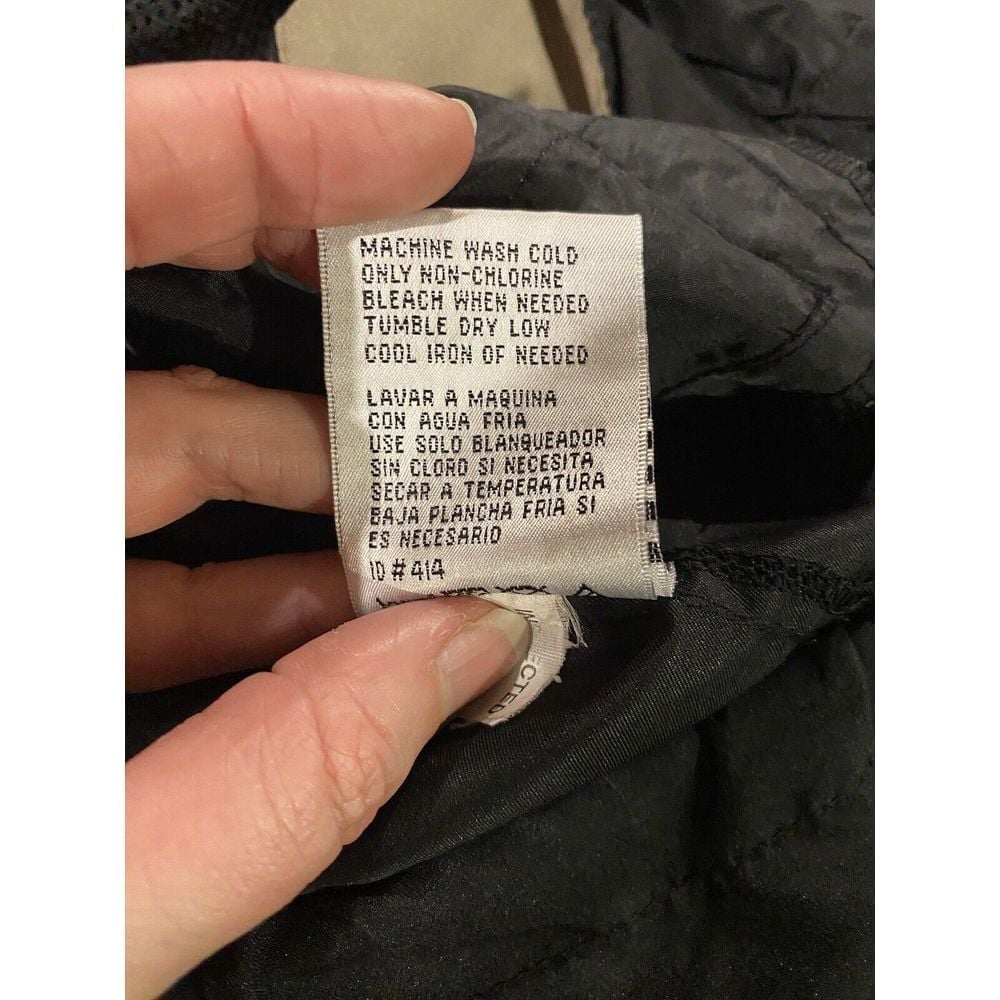 MACHINE WASH COLD
ONLY NON-CHLORINE
BLEACH WHEN NEEDED
TUMBLE DRY LOW
COOL IRON OF NEEDED
LAVAR A MAQUINA
CON AGUA FRIA
USE SOLO BLANQUEADOR
SIN CLORO SI NECESITA
SECAR A TEMPERATURA
BAJA PLANCHA FRIA SI
ES NECESARIO
ID #414